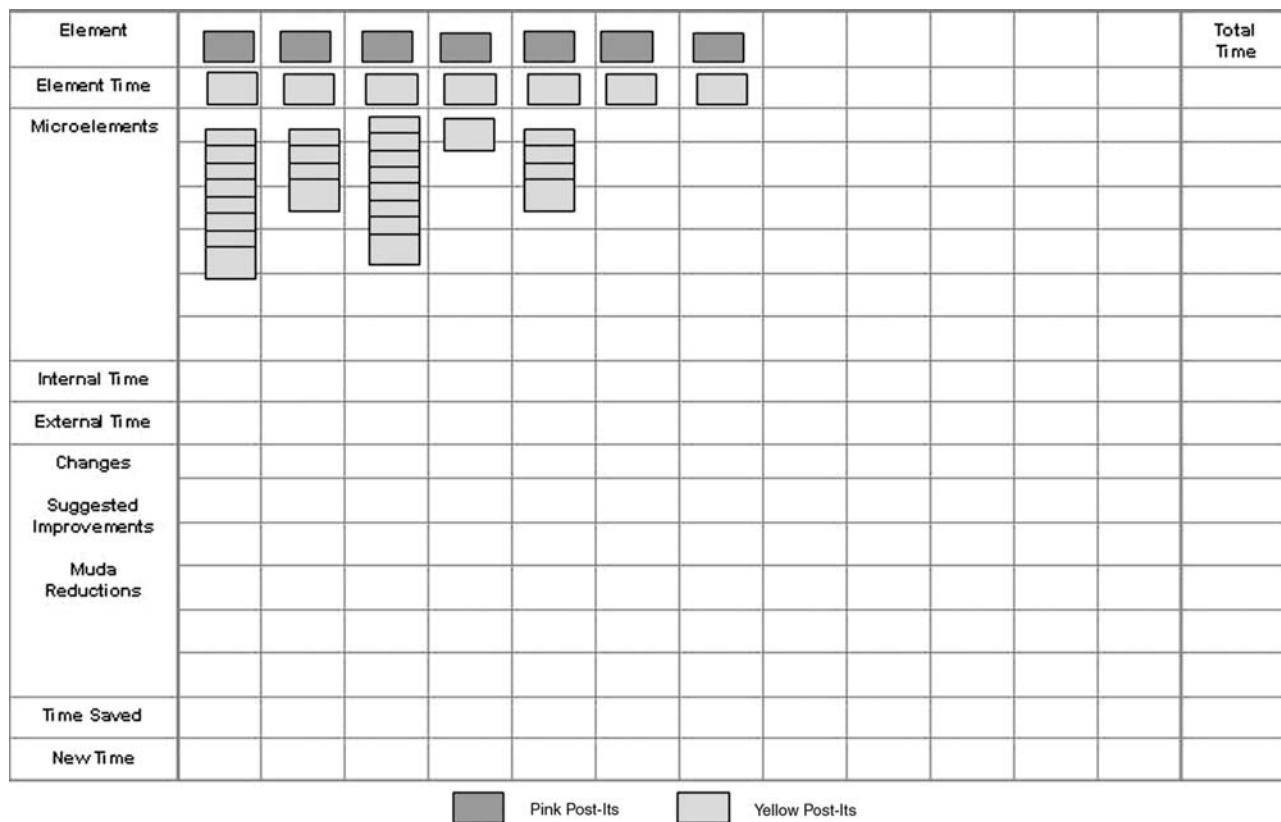 Element
Total
Time
Element Time
Microelements
Internal Time
External Time
Changes
Suggested
Improvements
Muda
Reductions
Time Saved
New Time
Pink Post-Its
Yellow Post-Its